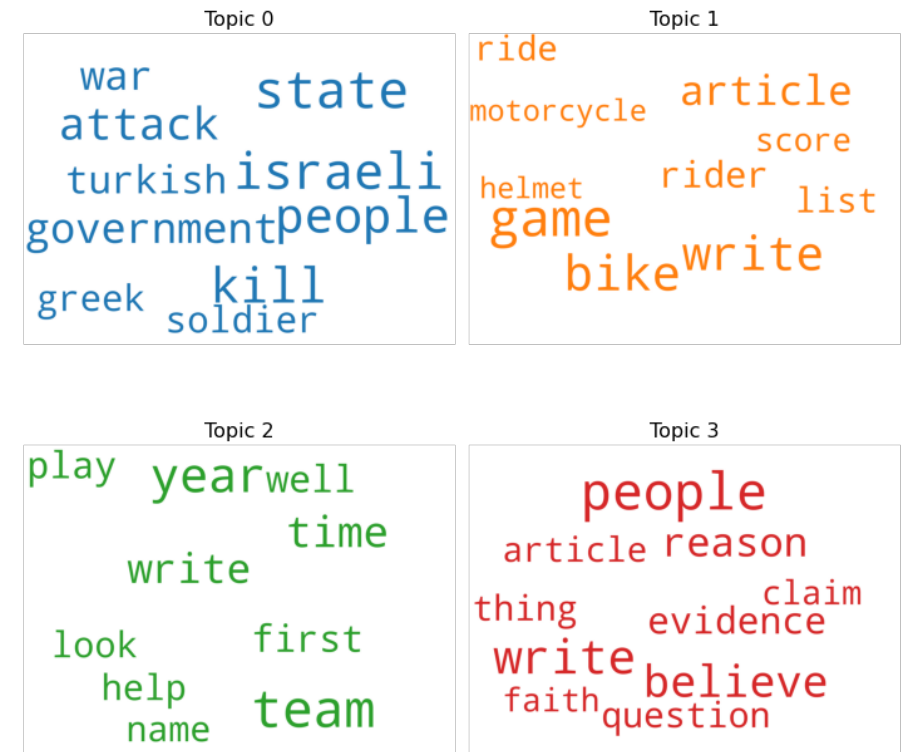 Topic 0
war
state
attack
turkish
israeli
government
people
kill
greek
soldier
Topic 1
ride
article
motorcycle
score
rider
helmet
list
game
write
bike
Topic 2
play
year
well
time
write
first
look
help
team
name
Topic 3
people
article
reason
claim
thing
evidence
write
believe
faith
question